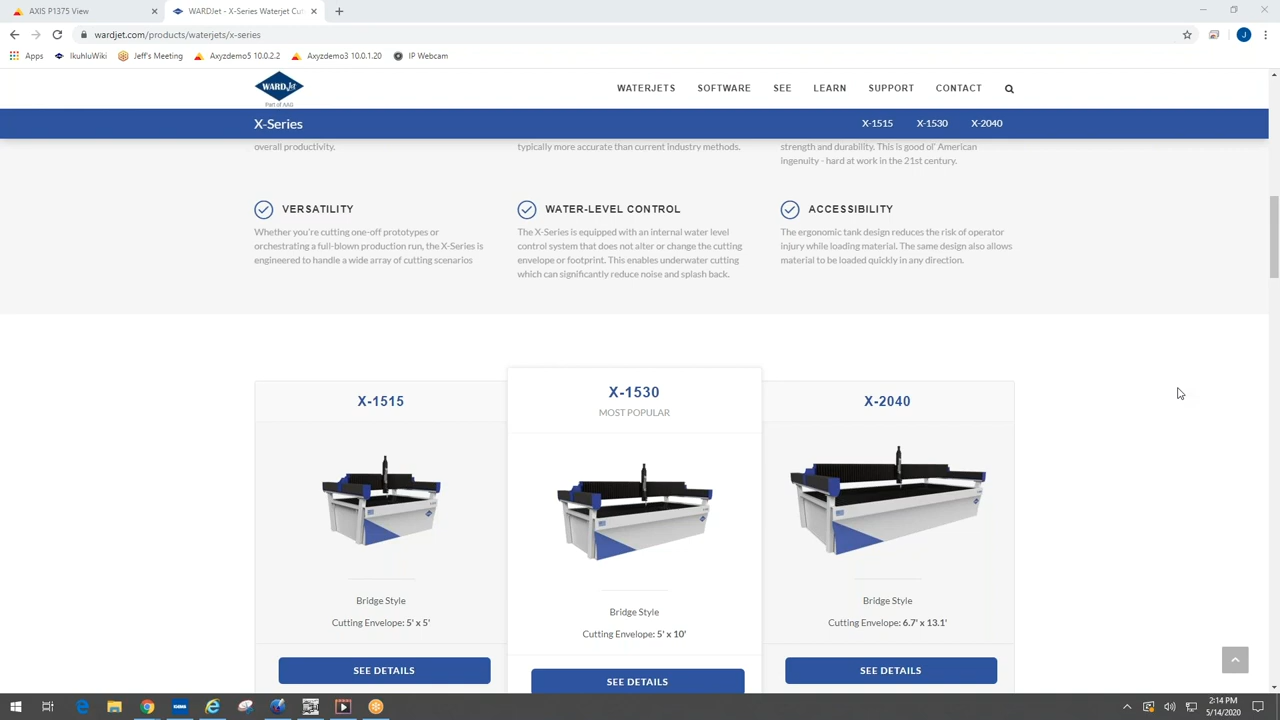 AXIS P1375 View
WARDJet - X-Series Waterjet Cu
wardjet.com/products/waterjets/x-series
J
Apps
IkuhluWiki
Jeff's Meeting
Axyzdemo5 10.0.2.2
Axyzdemo3 10.0.1.20
IP Webcam
WARDJet
Part of AAG
WATERJETS
SOFTWARE
SEE
LEARN
SUPPORT
CONTACT
X-Series
X-1515
X-1530
X-2040
overall productivity.
typically more accurate than current industry methods.
strength and durability. This is good ol' American
ingenuity - hard at work in the 21st century.
VERSATILITY
Whether you're cutting one-off prototypes or
orchestrating a full-blown production run, the X-Series is
engineered to handle a wide array of cutting scenarios
WATER-LEVEL CONTROL
The X-Series is equipped with an internal water level
control system that does not alter or change the cutting
envelope or footprint. This enables underwater cutting
which can significantly reduce noise and splash back.
ACCESSIBILITY
The ergonomic tank design reduces the risk of operator
injury while loading material. The same design also allows
material to be loaded quickly in any direction.
X-1515
Bridge Style
Cutting Envelope: 5' x 5'
SEE DETAILS
X-1530
MOST POPULAR
Bridge Style
Cutting Envelope: 5' x 10'
SEE DETAILS
X-2040
Bridge Style
Cutting Envelope: 6.7' x 13.1'
SEE DETAILS
2:14 PM
5/14/2020